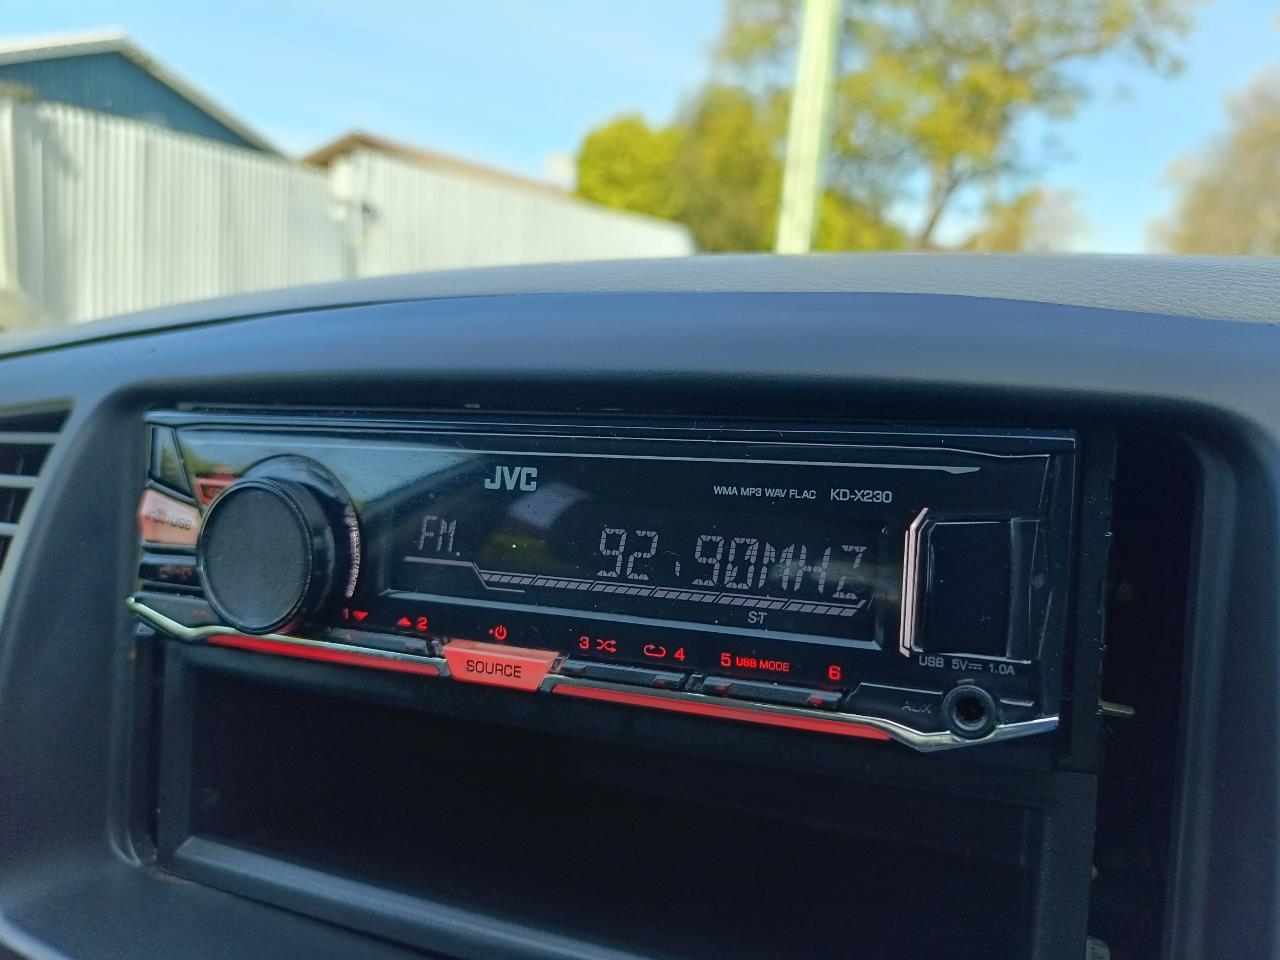 JVC
WMA MP3 WAV FLAC KD-X230
FM 92.90MHZ
ST
1 2 SOURCE 3 4 5 USB MODE 6
USB 5V 1.0A
AUX